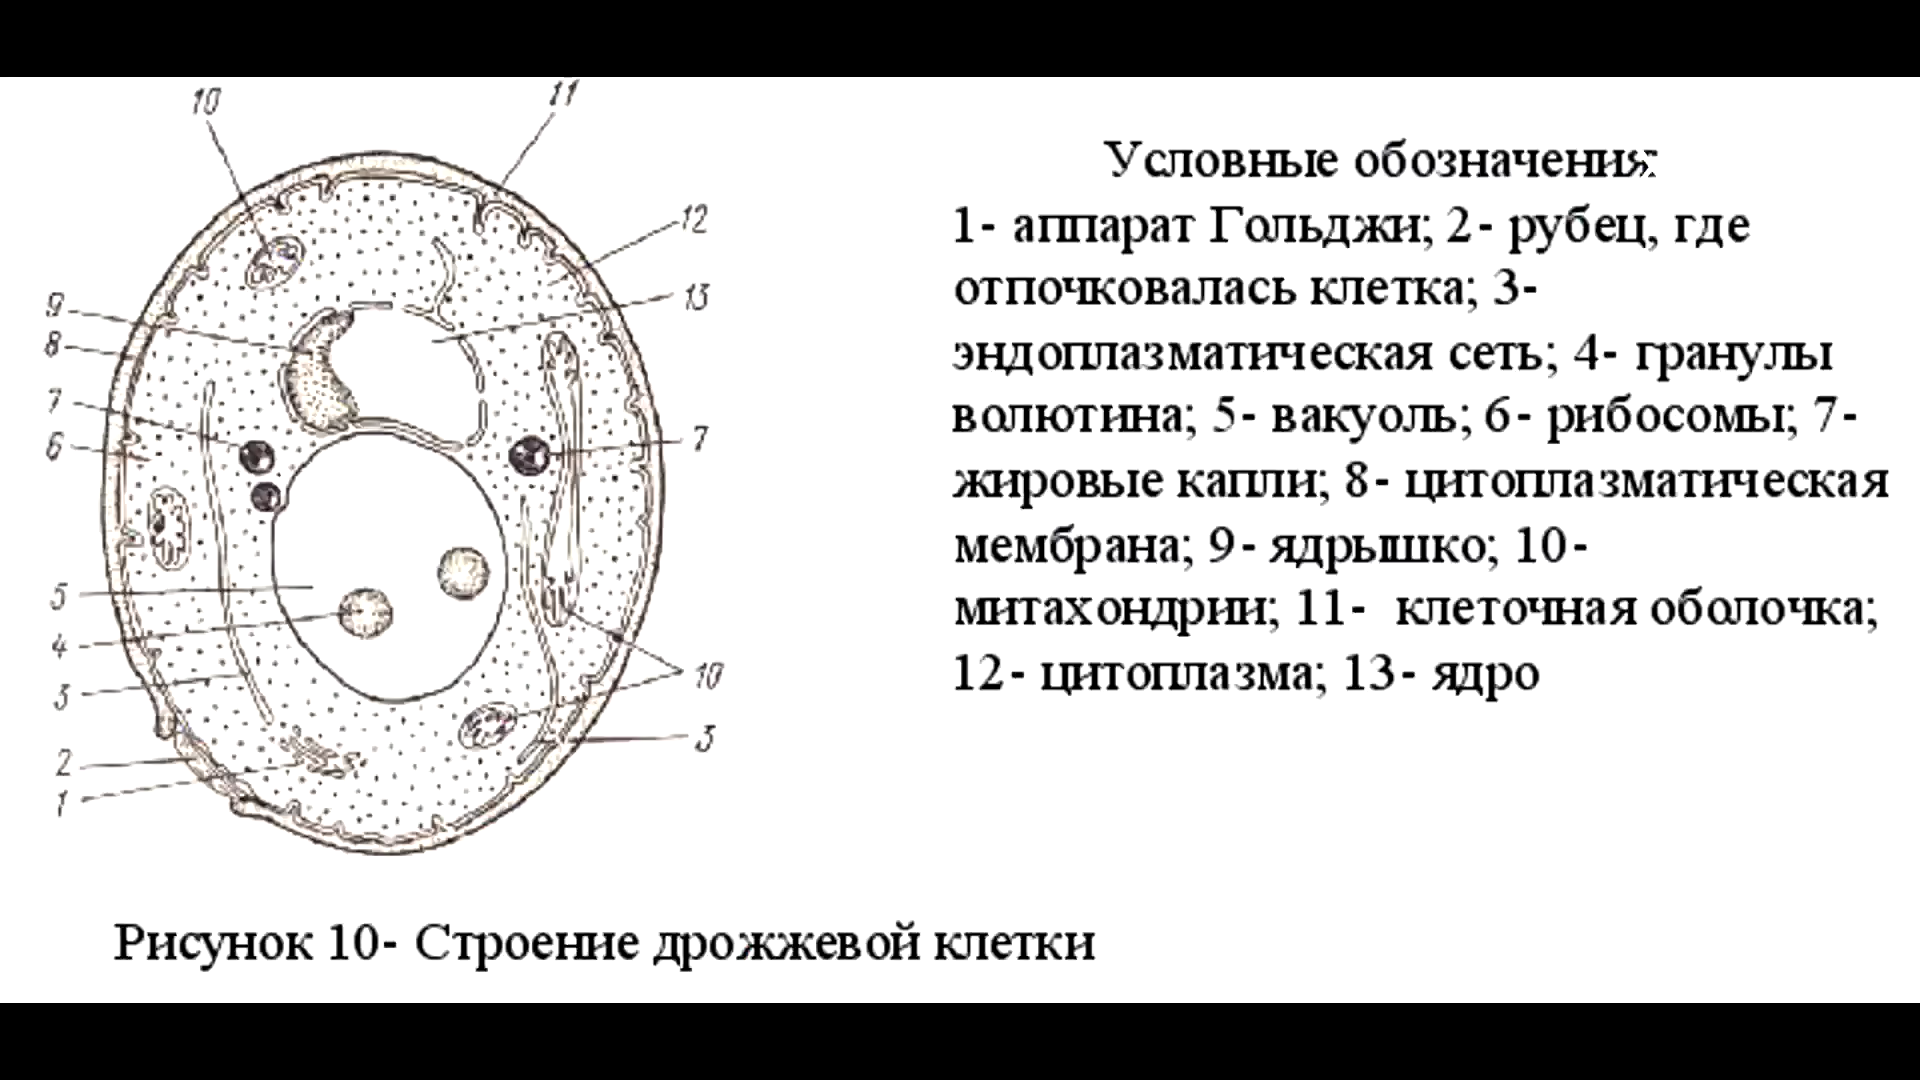 10
11
12
13
9
8
7
6
7
5
4
3
10
3
2
1
Условные обозначения:
1- аппарат Гольджи; 2- рубец, где
отпочковалась клетка; 3-
эндоплазматическая сеть; 4- гранулы
волютина; 5- вакуоль; 6- рибосомы; 7-
жировые капли; 8- цитоплазматическая
мембрана; 9- ядрышко; 10-
митахондрии; 11- клеточная оболочка;
12- цитоплазма; 13- ядро
Рисунок 10- Строение дрожжевой клетки